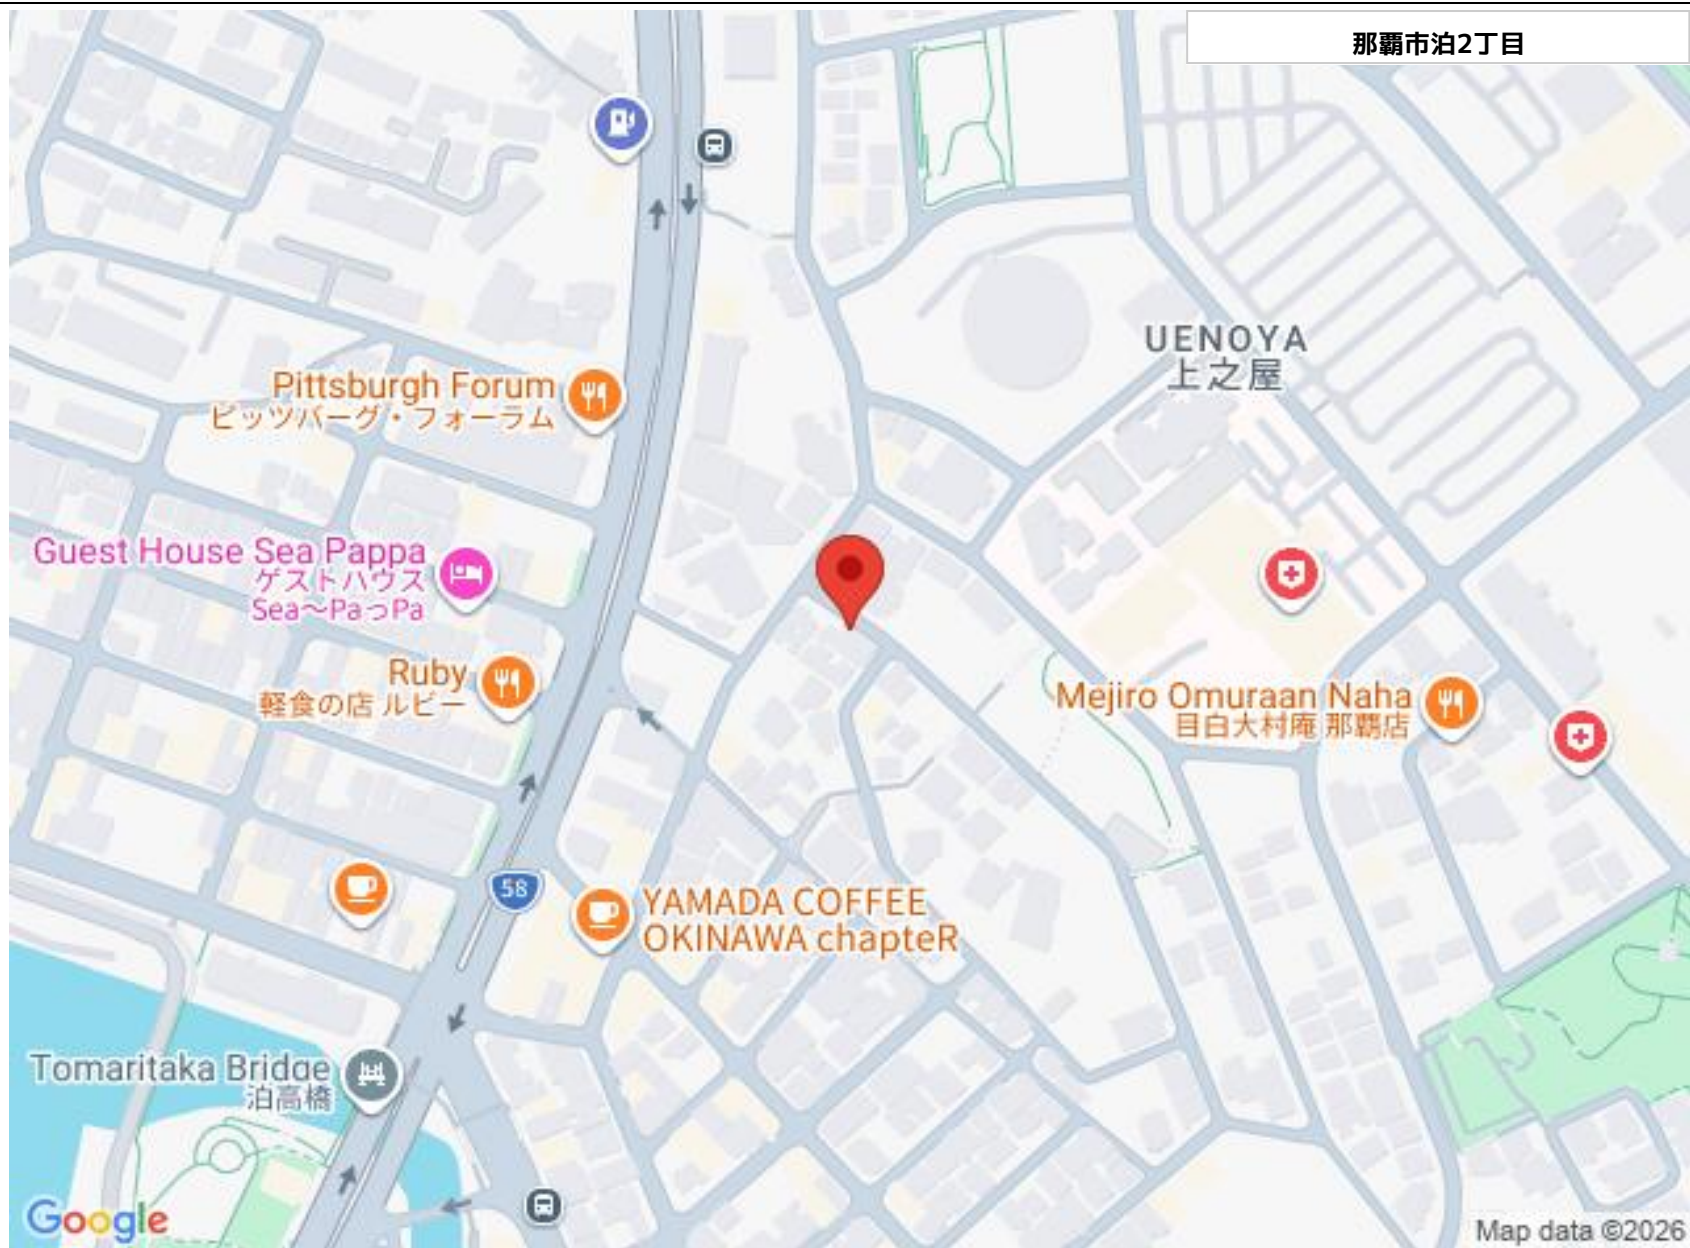 那覇市泊2丁目
UENOYA
上之屋
Pittsburgh Forum
ピッツバーグ・フォーラム
Guest House Sea Pappa
ゲストハウス
Sea～PaっPa
Ruby
軽食の店 ルビー
Mejiro Omuraan Naha
目白大村庵 那覇店
58
YAMADA COFFEE
OKINAWA chapteR
Tomaritaka Bridge
泊高橋
Google
Map data ©2026